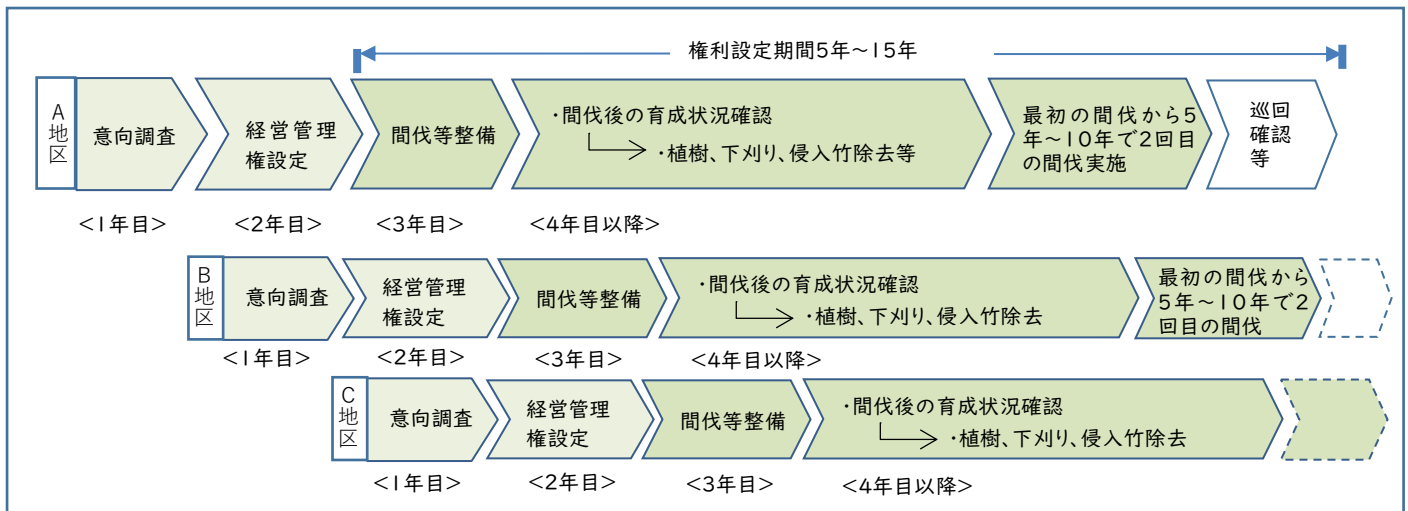 権利設定期間5年～15年
A地区
意向調査
経営管理
権設定
間伐等整備
・間伐後の育成状況確認
・植樹、下刈り、侵入竹除去等
最初の間伐から5
年～10年で2回目
の間伐実施
巡回
確認
等
<1年目>
<2年目>
<3年目>
<4年目以降>
B地区
意向調査
経営管理
権設定
間伐等整備
・間伐後の育成状況確認
・植樹、下刈り、侵入竹除去
最初の間伐から
5年～10年で2
回目の間伐
<1年目>
<2年目>
<3年目>
<4年目以降>
C地区
意向調査
経営管理
権設定
間伐等整備
・間伐後の育成状況確認
・植樹、下刈り、侵入竹除去
<1年目>
<2年目>
<3年目>
<4年目以降>